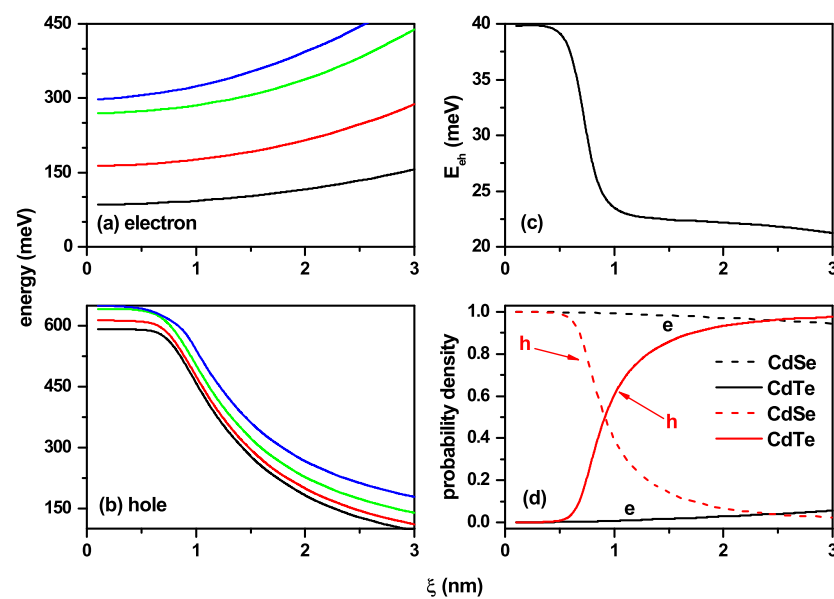 450
300
150
0
0
1
2
3
(a) electron
energy (meV)
600
450
300
150
0
1
2
3
(b) hole
40
35
30
25
20
0
1
2
3
E_eh (meV)
(c)
1.0
0.8
0.6
0.4
0.2
0.0
0
1
2
3
probability density
e
h
h
e
CdSe
CdTe
CdSe
CdTe
(d)
ξ (nm)